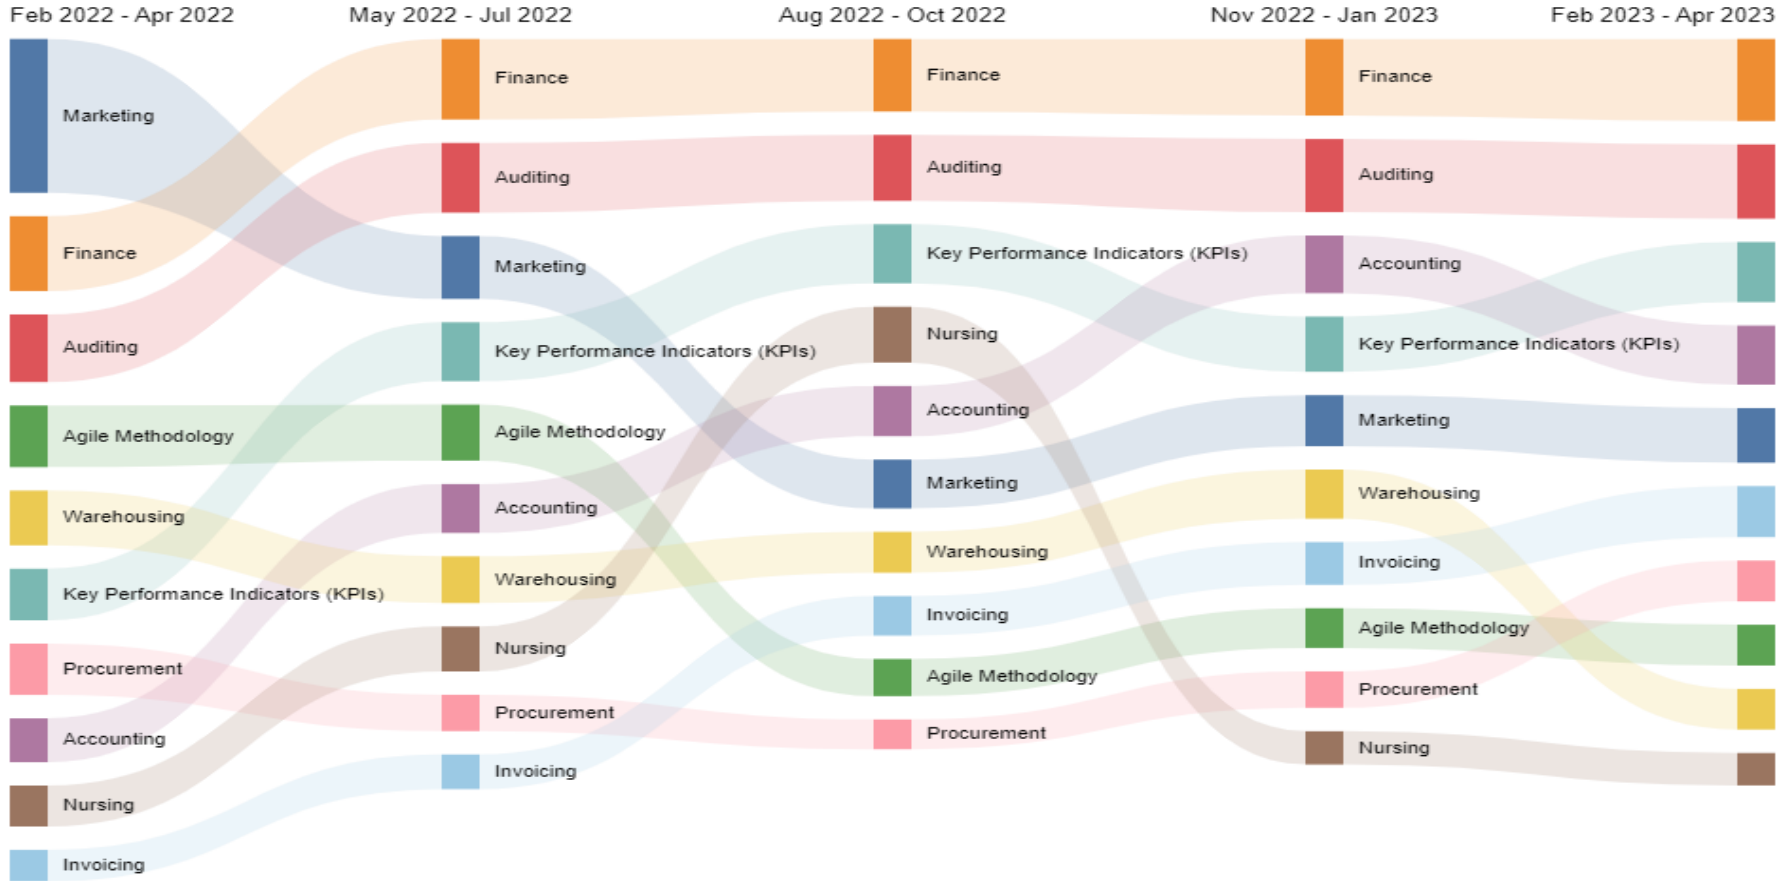 Feb 2022 - Apr 2022
May 2022 - Jul 2022
Aug 2022 - Oct 2022
Nov 2022 - Jan 2023
Feb 2023 - Apr 2023
Marketing
Finance
Auditing
Agile Methodology
Warehousing
Key Performance Indicators (KPIs)
Procurement
Accounting
Nursing
Invoicing
Finance
Auditing
Marketing
Key Performance Indicators (KPIs)
Agile Methodology
Accounting
Warehousing
Nursing
Procurement
Invoicing
Finance
Auditing
Key Performance Indicators (KPIs)
Nursing
Accounting
Marketing
Warehousing
Invoicing
Agile Methodology
Procurement
Finance
Auditing
Accounting
Key Performance Indicators (KPIs)
Marketing
Warehousing
Invoicing
Agile Methodology
Procurement
Nursing